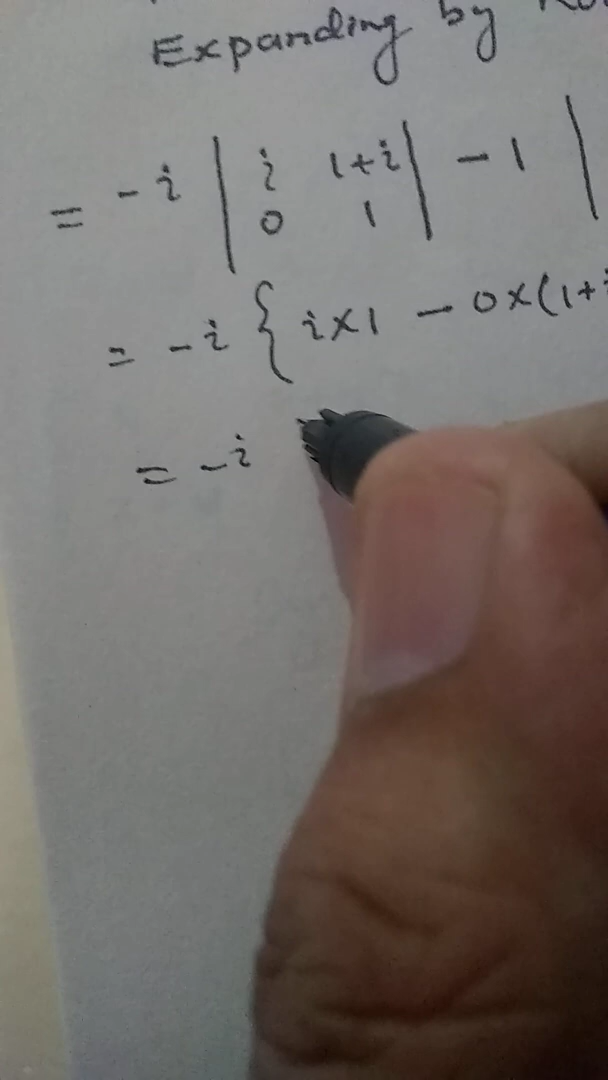 Expanding by
= -i | i 1+i | - 1 |
0 1
= -i { i×1 - 0×(1+i
= -i